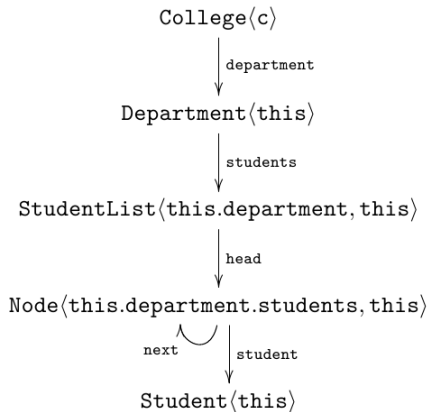 College⟨c⟩
department
Department⟨this⟩
students
StudentList⟨this.department,this⟩
head
Node⟨this.department.students,this⟩
next
student
Student⟨this⟩